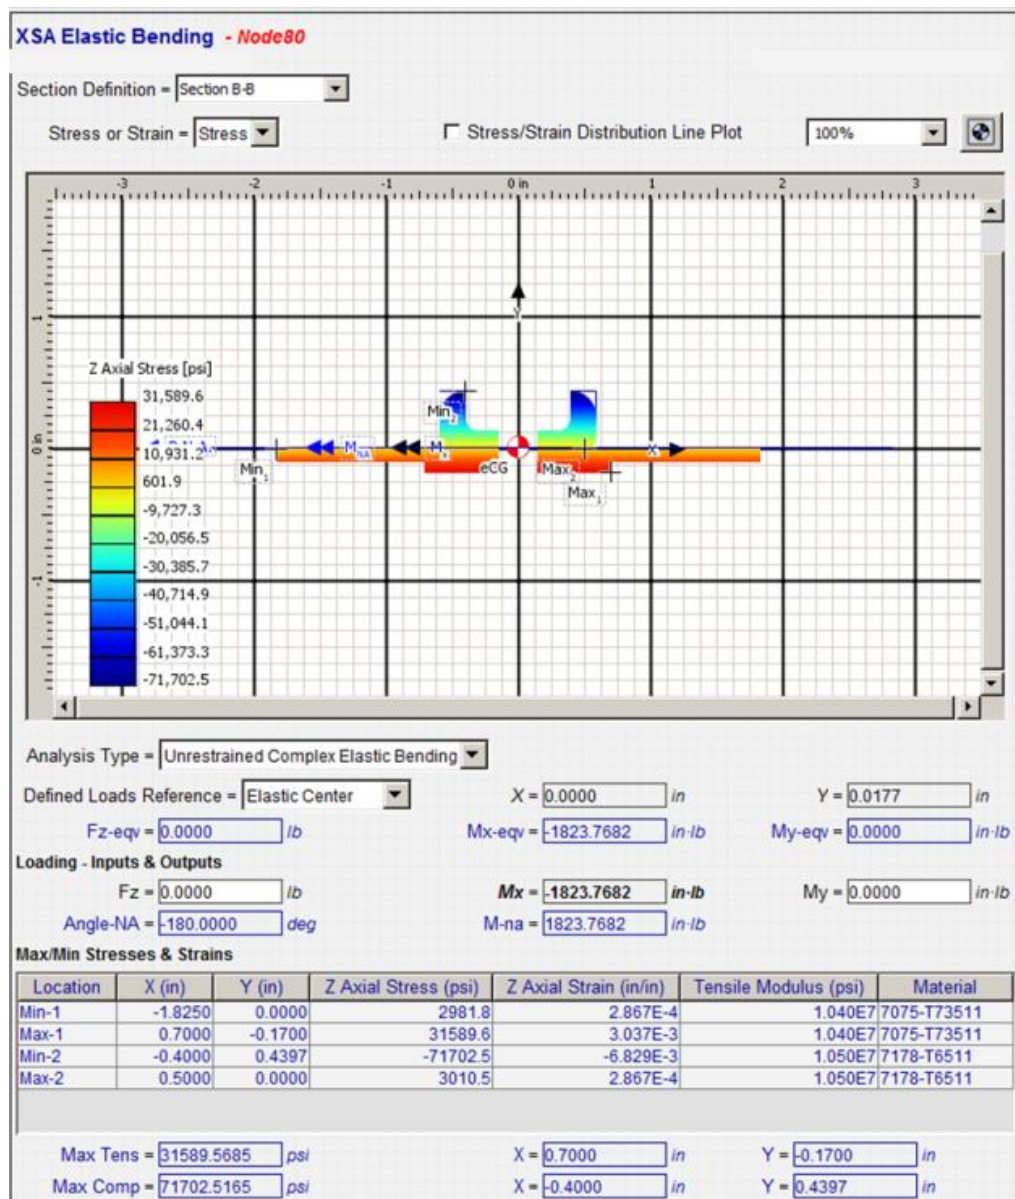 XSA Elastic Bending - Node80
Section Definition = Section B-B
Stress or Strain = Stress
Stress/Strain Distribution Line Plot
100%
-3 -2 -1 0 in 1 2 3
1
0 in
-1
Y
Z Axial Stress [psi]
31,589.6
21,260.4
10,931.2
601.9
-9,727.3
-20,056.5
-30,385.7
-40,714.9
-51,044.1
-61,373.3
-71,702.5
Min2
MNA Mx X
Min1 eCG Max2
Max1
Analysis Type = Unrestrained Complex Elastic Bending
Defined Loads Reference = Elastic Center X = 0.0000 in Y = 0.0177 in
Fz-eqv = 0.0000 lb Mx-eqv = -1823.7682 in·lb My-eqv = 0.0000 in·lb
Loading - Inputs & Outputs
Fz = 0.0000 lb Mx = -1823.7682 in·lb My = 0.0000 in·lb
Angle-NA = -180.0000 deg M-na = 1823.7682 in·lb
Max/Min Stresses & Strains
Location X (in) Y (in) Z Axial Stress (psi) Z Axial Strain (in/in) Tensile Modulus (psi) Material
Min-1 -1.8250 0.0000 2981.8 2.867E-4 1.040E7 7075-T73511
Max-1 0.7000 -0.1700 31589.6 3.037E-3 1.040E7 7075-T73511
Min-2 -0.4000 0.4397 -71702.5 -6.829E-3 1.050E7 7178-T6511
Max-2 0.5000 0.0000 3010.5 2.867E-4 1.050E7 7178-T6511
Max Tens = 31589.5685 psi X = 0.7000 in Y = -0.1700 in
Max Comp = 71702.5165 psi X = -0.4000 in Y = 0.4397 in